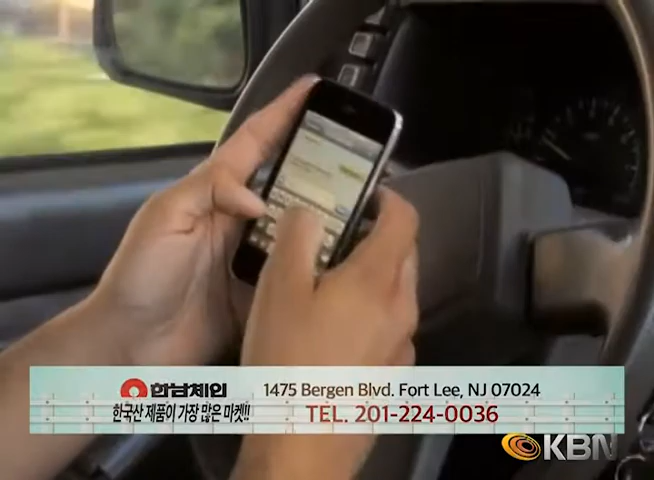 한남체인 1475 Bergen Blvd. Fort Lee, NJ 07024
한국산 제품이 가장 많은 마켓!! TEL. 201-224-0036
KBN